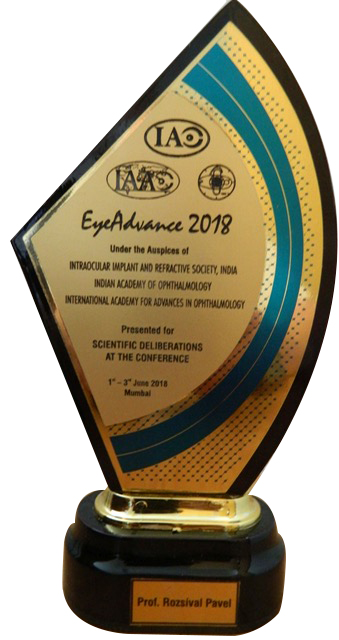 IAO
IAAO
EyeAdvance 2018
Under the Auspices of
INTRAOCULAR IMPLANT AND REFRACTIVE SOCIETY, INDIA
INDIAN ACADEMY OF OPHTHALMOLOGY
INTERNATIONAL ACADEMY FOR ADVANCES IN OPHTHALMOLOGY
Presented for
SCIENTIFIC DELIBERATIONS
AT THE CONFERENCE
1st – 3rd June 2018
Mumbai
Prof. Rozsíval Pavel